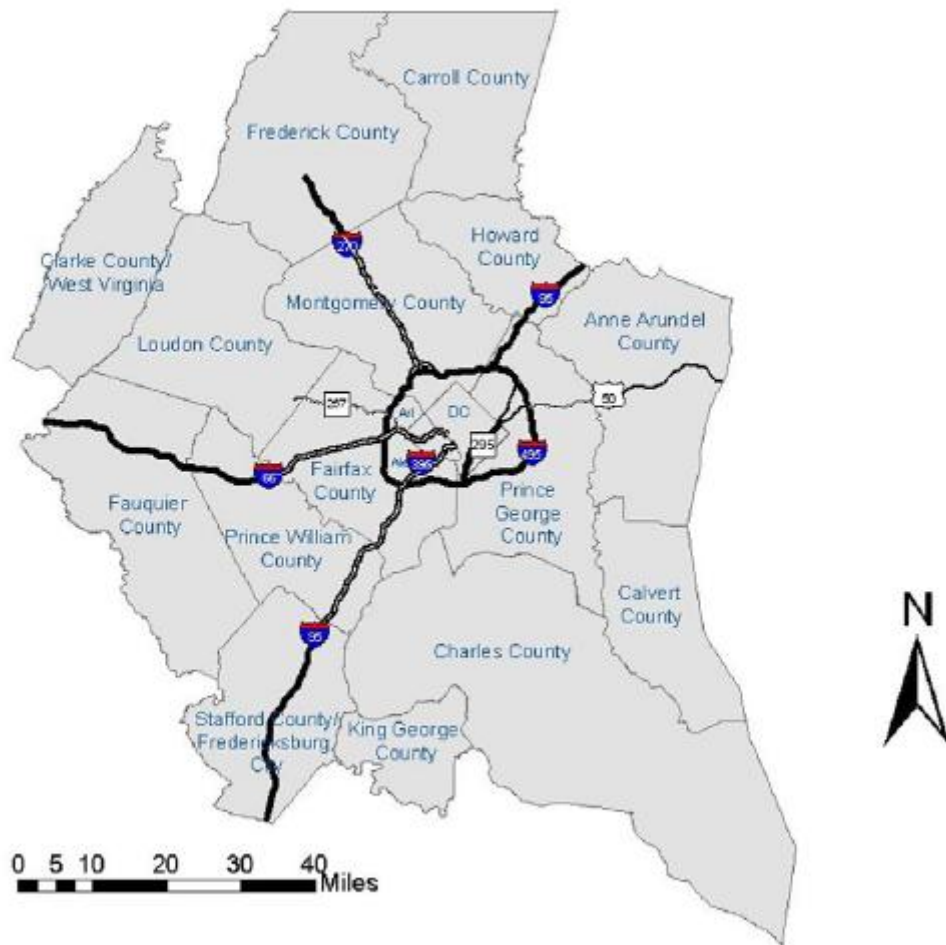 Carroll County
Frederick County
Howard
County
270
Clarke County/
West Virginia
Montgomery County
95
Anne Arundel
County
Loudon County
50
267
Arl
DC
295
395
495
66
Fairfax
County
Fauquier
County
Prince
George
County
Prince William
County
Calvert
County
N
95
Charles County
Stafford County/
Fredericksburg
City
King George
County
0 5 10 20 30 40
Miles